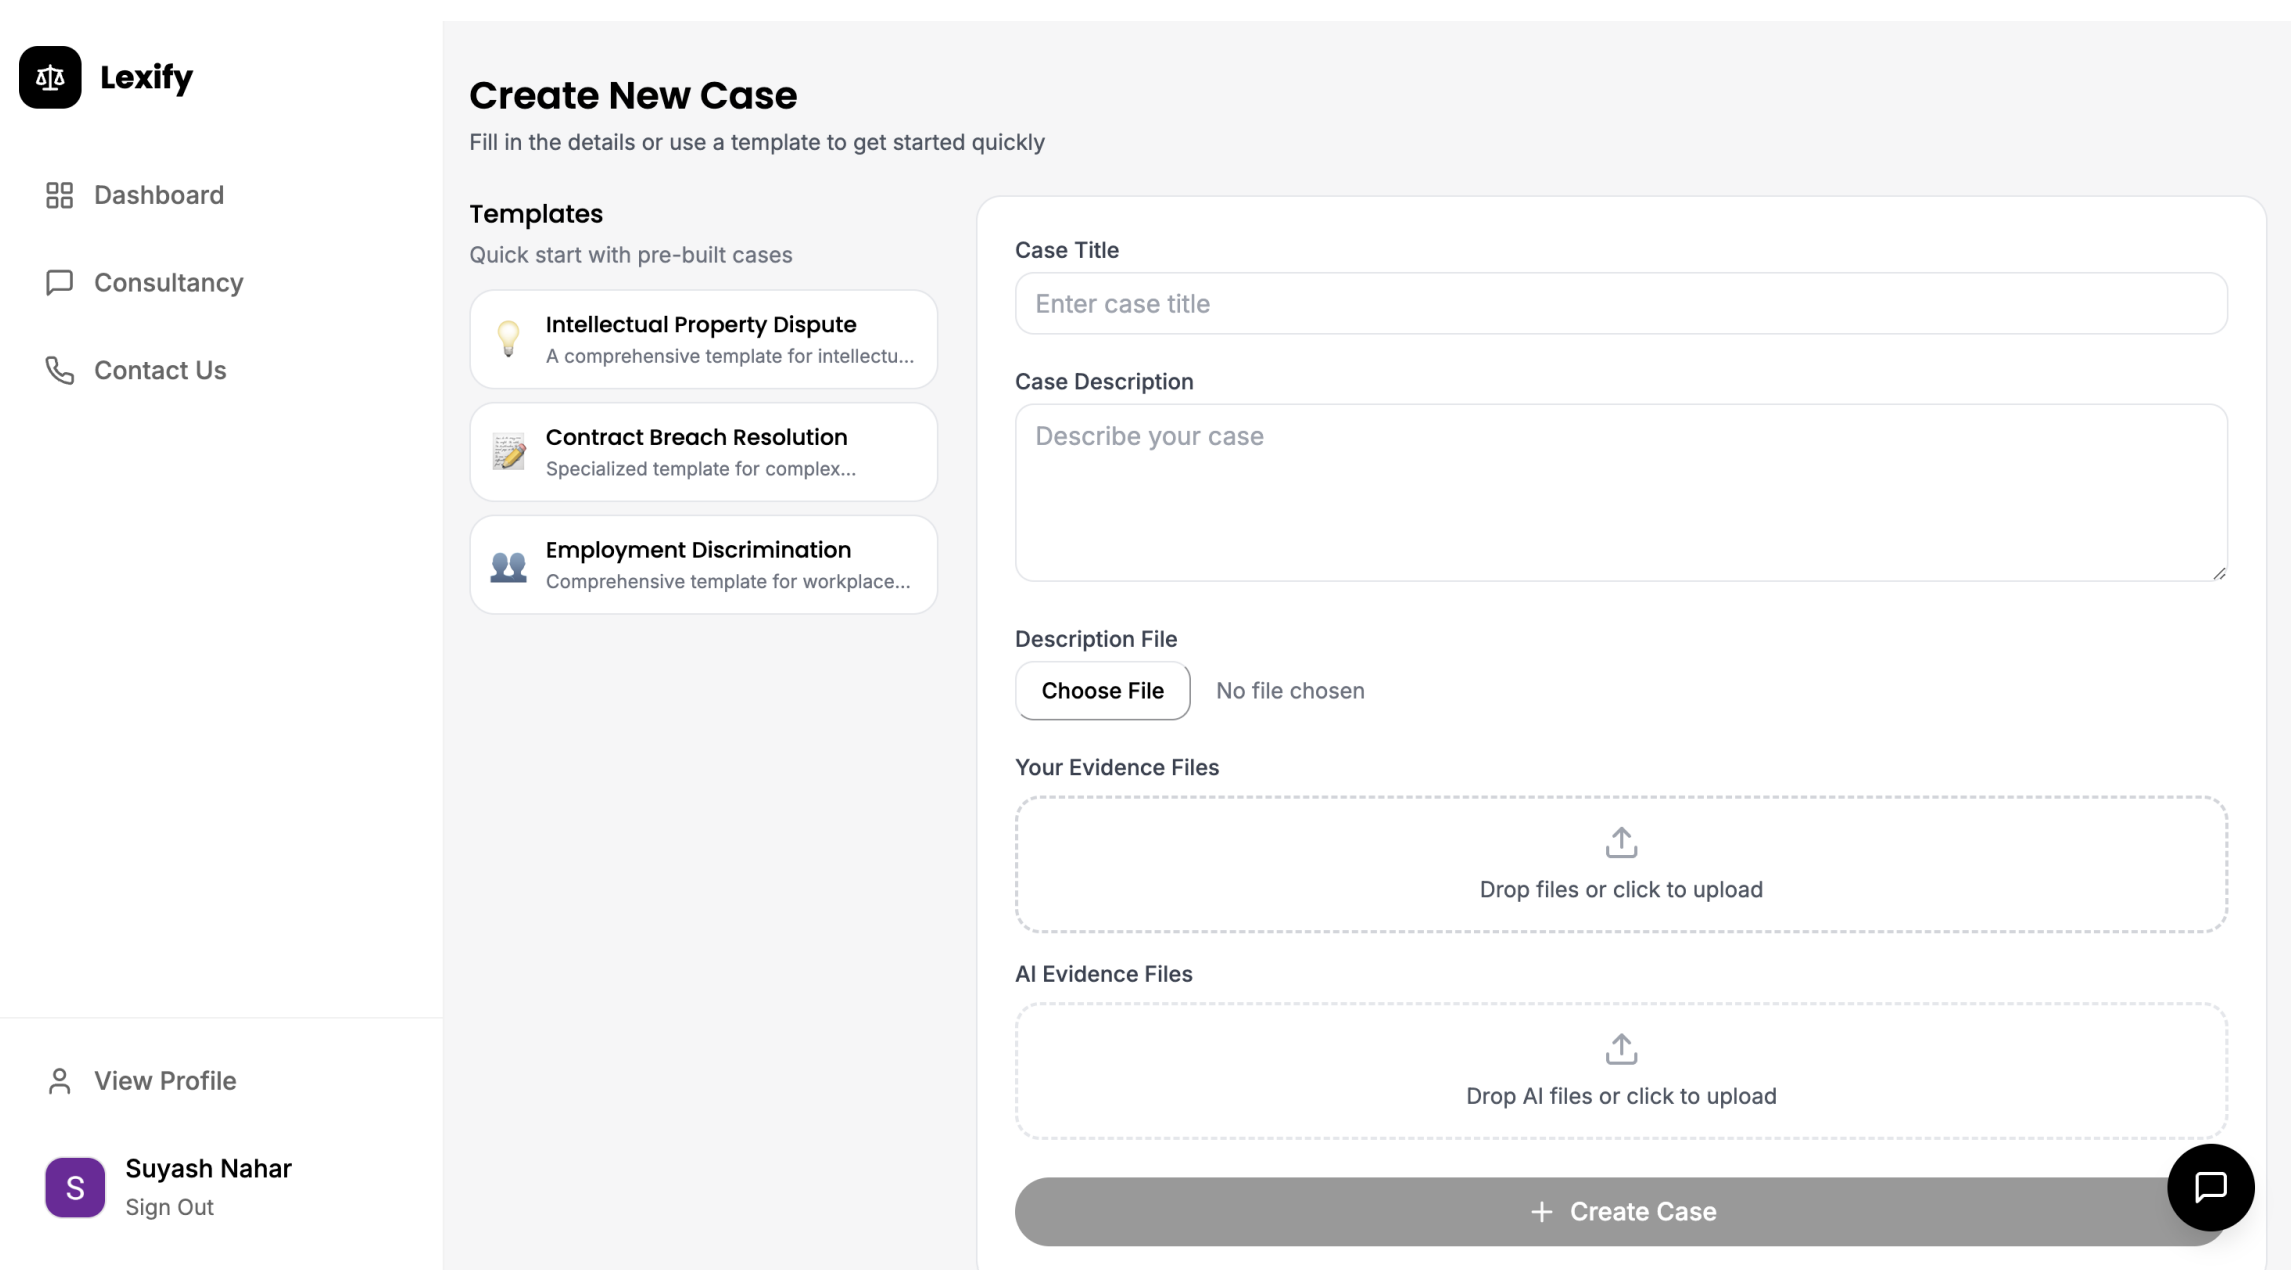 Lexify
Dashboard
Consultancy
Contact Us
View Profile
S
Suyash Nahar
Sign Out
Create New Case
Fill in the details or use a template to get started quickly
Templates
Quick start with pre-built cases
Intellectual Property Dispute
A comprehensive template for intellectu...
Contract Breach Resolution
Specialized template for complex...
Employment Discrimination
Comprehensive template for workplace...
Case Title
Enter case title
Case Description
Describe your case
Description File
Choose File No file chosen
Your Evidence Files
Drop files or click to upload
AI Evidence Files
Drop AI files or click to upload
+ Create Case